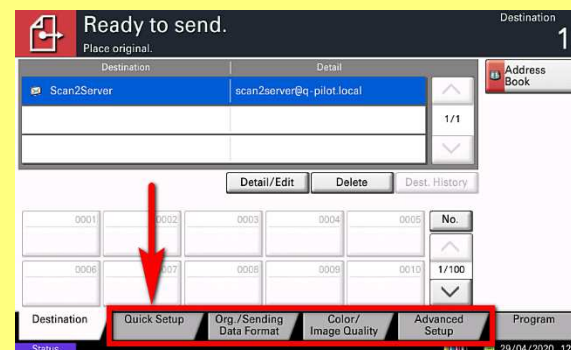 Ready to send.
Place original.
Destination
1
Destination Detail
Scan2Server scan2server@q-pilot.local
1/1
Address
Book
Detail/Edit Delete Dest. History
0001 0002 0003 0004 0005 No.
0006 0007 0008 0009 0010 1/100
Destination Quick Setup Org./Sending
Data Format Color/
Image Quality Advanced
Setup Program
Status 29/04/2020 12